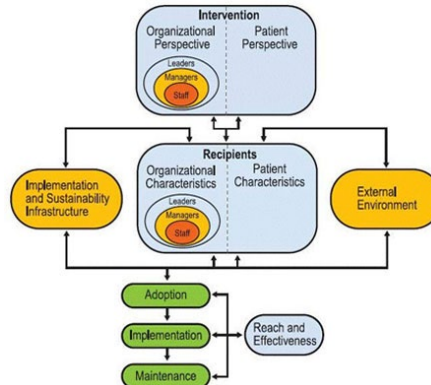 Intervention
Organizational
Perspective
Patient
Perspective
Leaders
Managers
Staff
Recipients
Organizational
Characteristics
Patient
Characteristics
Leaders
Managers
Staff
Implementation
and Sustainability
Infrastructure
External
Environment
Adoption
Implementation
Maintenance
Reach and
Effectiveness